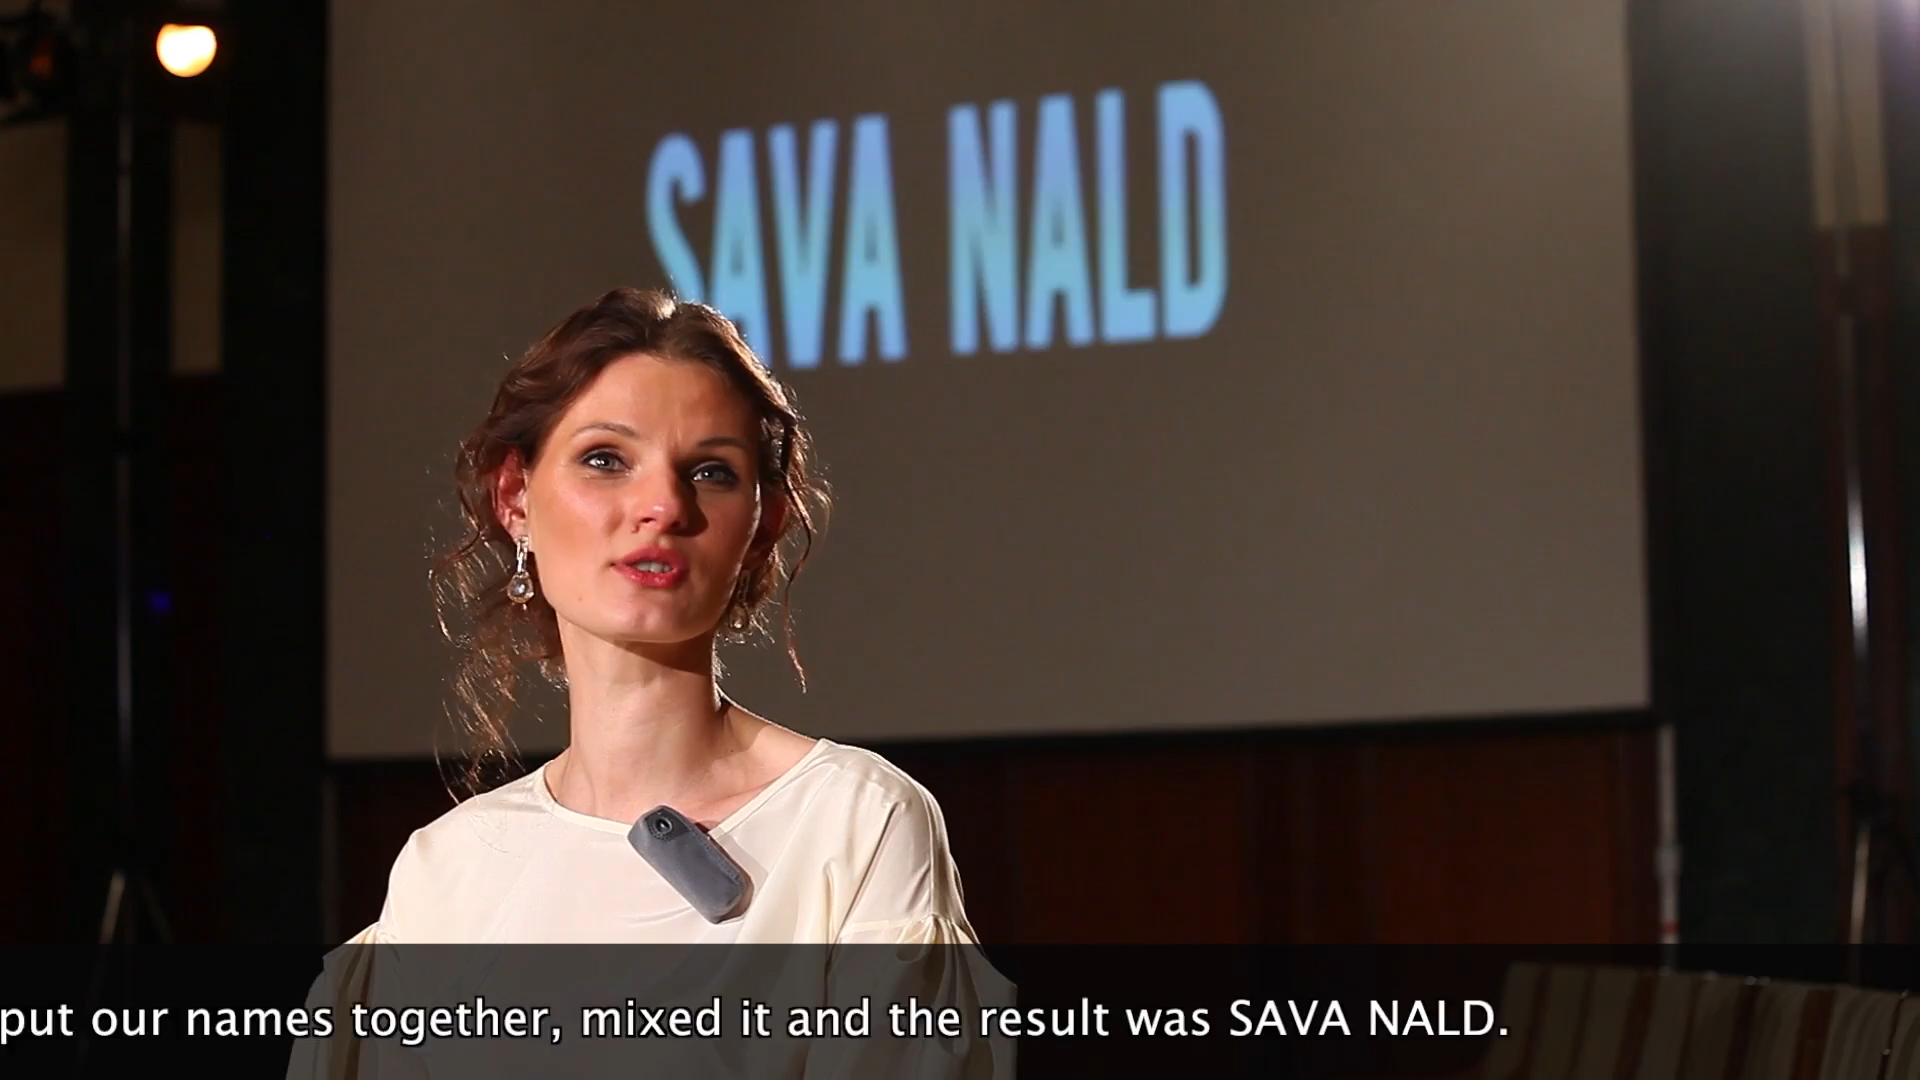 SAVA NALD
put our names together, mixed it and the result was SAVA NALD.